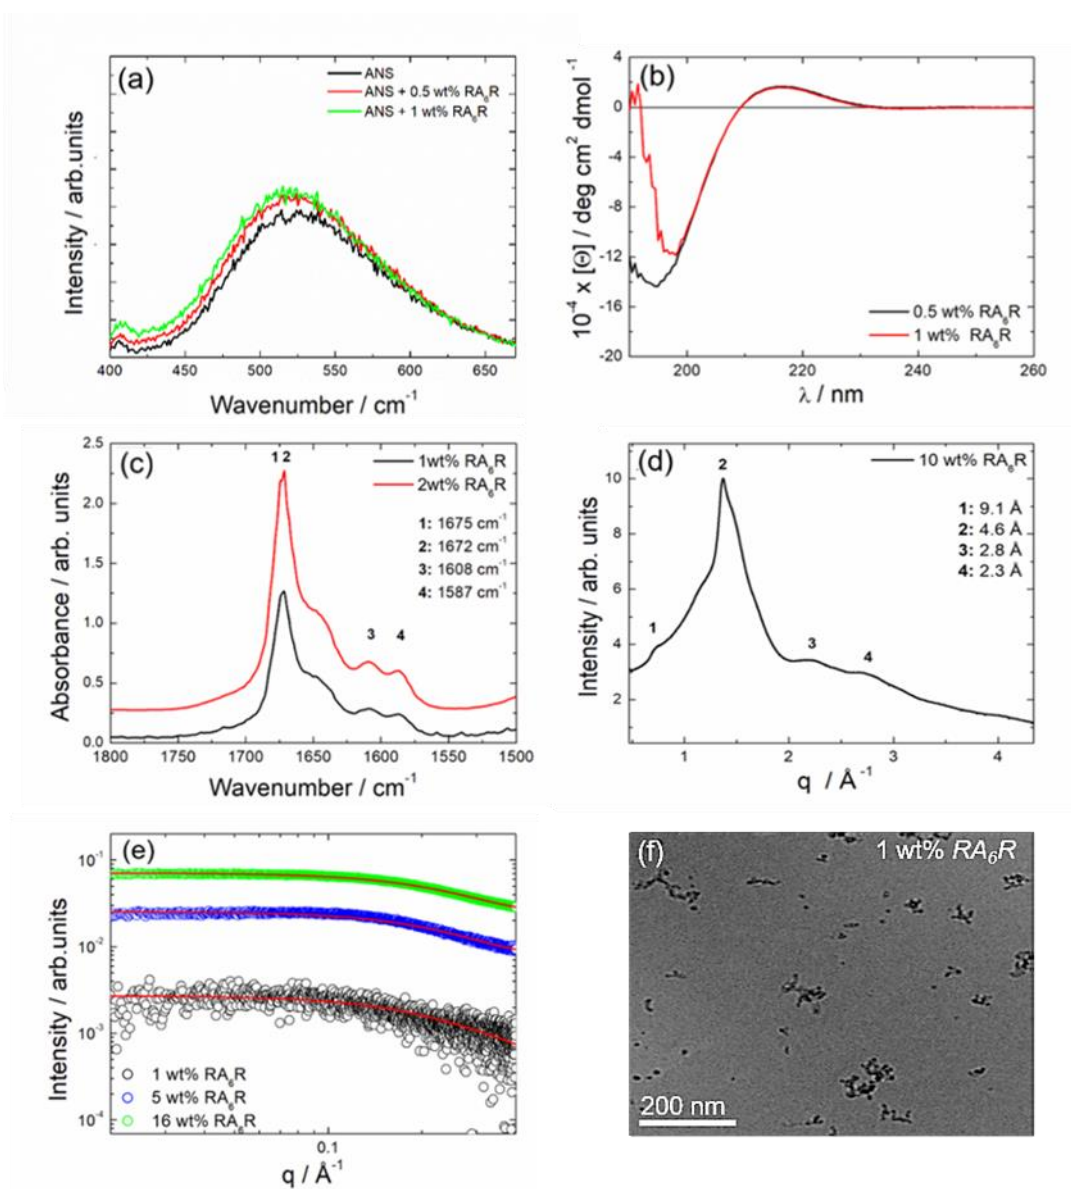 (a)
ANS
ANS + 0.5 wt% RA₆R
ANS + 1 wt% RA₆R
Intensity / arb.units
400 450 500 550 600 650
Wavenumber / cm⁻¹
(b)
4
0
-4
-8
-12
-14
-16
-20
10⁻⁴ x [Θ] / deg cm² dmol⁻¹
0.5 wt% RA₆R
1 wt% RA₆R
200 220 240 260
λ / nm
(c)
1 2
1wt% RA₆R
2wt% RA₆R
1: 1675 cm⁻¹
2: 1672 cm⁻¹
3: 1608 cm⁻¹
4: 1587 cm⁻¹
3 4
2.5
2.0
1.5
1.0
0.5
0.0
Absorbance / arb. units
1800 1750 1700 1650 1600 1550 1500
Wavenumber / cm⁻¹
(d)
2
10 wt% RA₆R
1: 9.1 Å
2: 4.6 Å
3: 2.8 Å
4: 2.3 Å
1
3
4
10
8
6
4
2
Intensity / arb. units
1 2 3 4
q / Å⁻¹
(e)
10⁻¹
10⁻²
10⁻³
10⁻⁴
Intensity / arb.units
1 wt% RA₆R
5 wt% RA₆R
16 wt% RA₆R
0.1
q / Å⁻¹
(f)
1 wt% RA₆R
200 nm